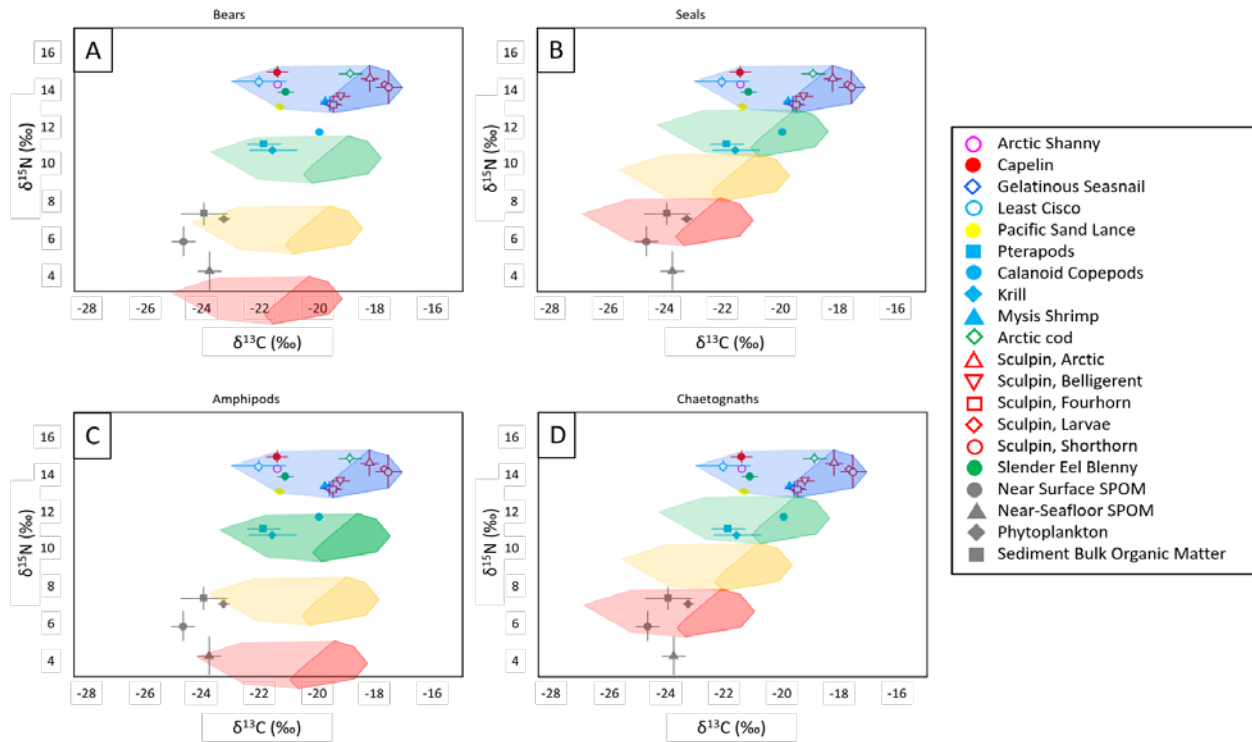 Bears
Seals
A
B
16
14
12
10
8
6
4
δ¹⁵N (‰)
-28
-26
-24
-22
-20
-18
-16
δ¹³C (‰)
16
14
12
10
8
6
4
δ¹⁵N (‰)
-28
-26
-24
-22
-20
-18
-16
δ¹³C (‰)
Amphipods
Chaetognaths
C
D
16
14
12
10
8
6
4
δ¹⁵N (‰)
-28
-26
-24
-22
-20
-18
-16
δ¹³C (‰)
16
14
12
10
8
6
4
δ¹⁵N (‰)
-28
-26
-24
-22
-20
-18
-16
δ¹³C (‰)
Arctic Shanny
Capelin
Gelatinous Seasnail
Least Cisco
Pacific Sand Lance
Pterapods
Calanoid Copepods
Krill
Mysis Shrimp
Arctic cod
Sculpin, Arctic
Sculpin, Belligerent
Sculpin, Fourhorn
Sculpin, Larvae
Sculpin, Shorthorn
Slender Eel Blenny
Near Surface SPOM
Near-Seafloor SPOM
Phytoplankton
Sediment Bulk Organic Matter